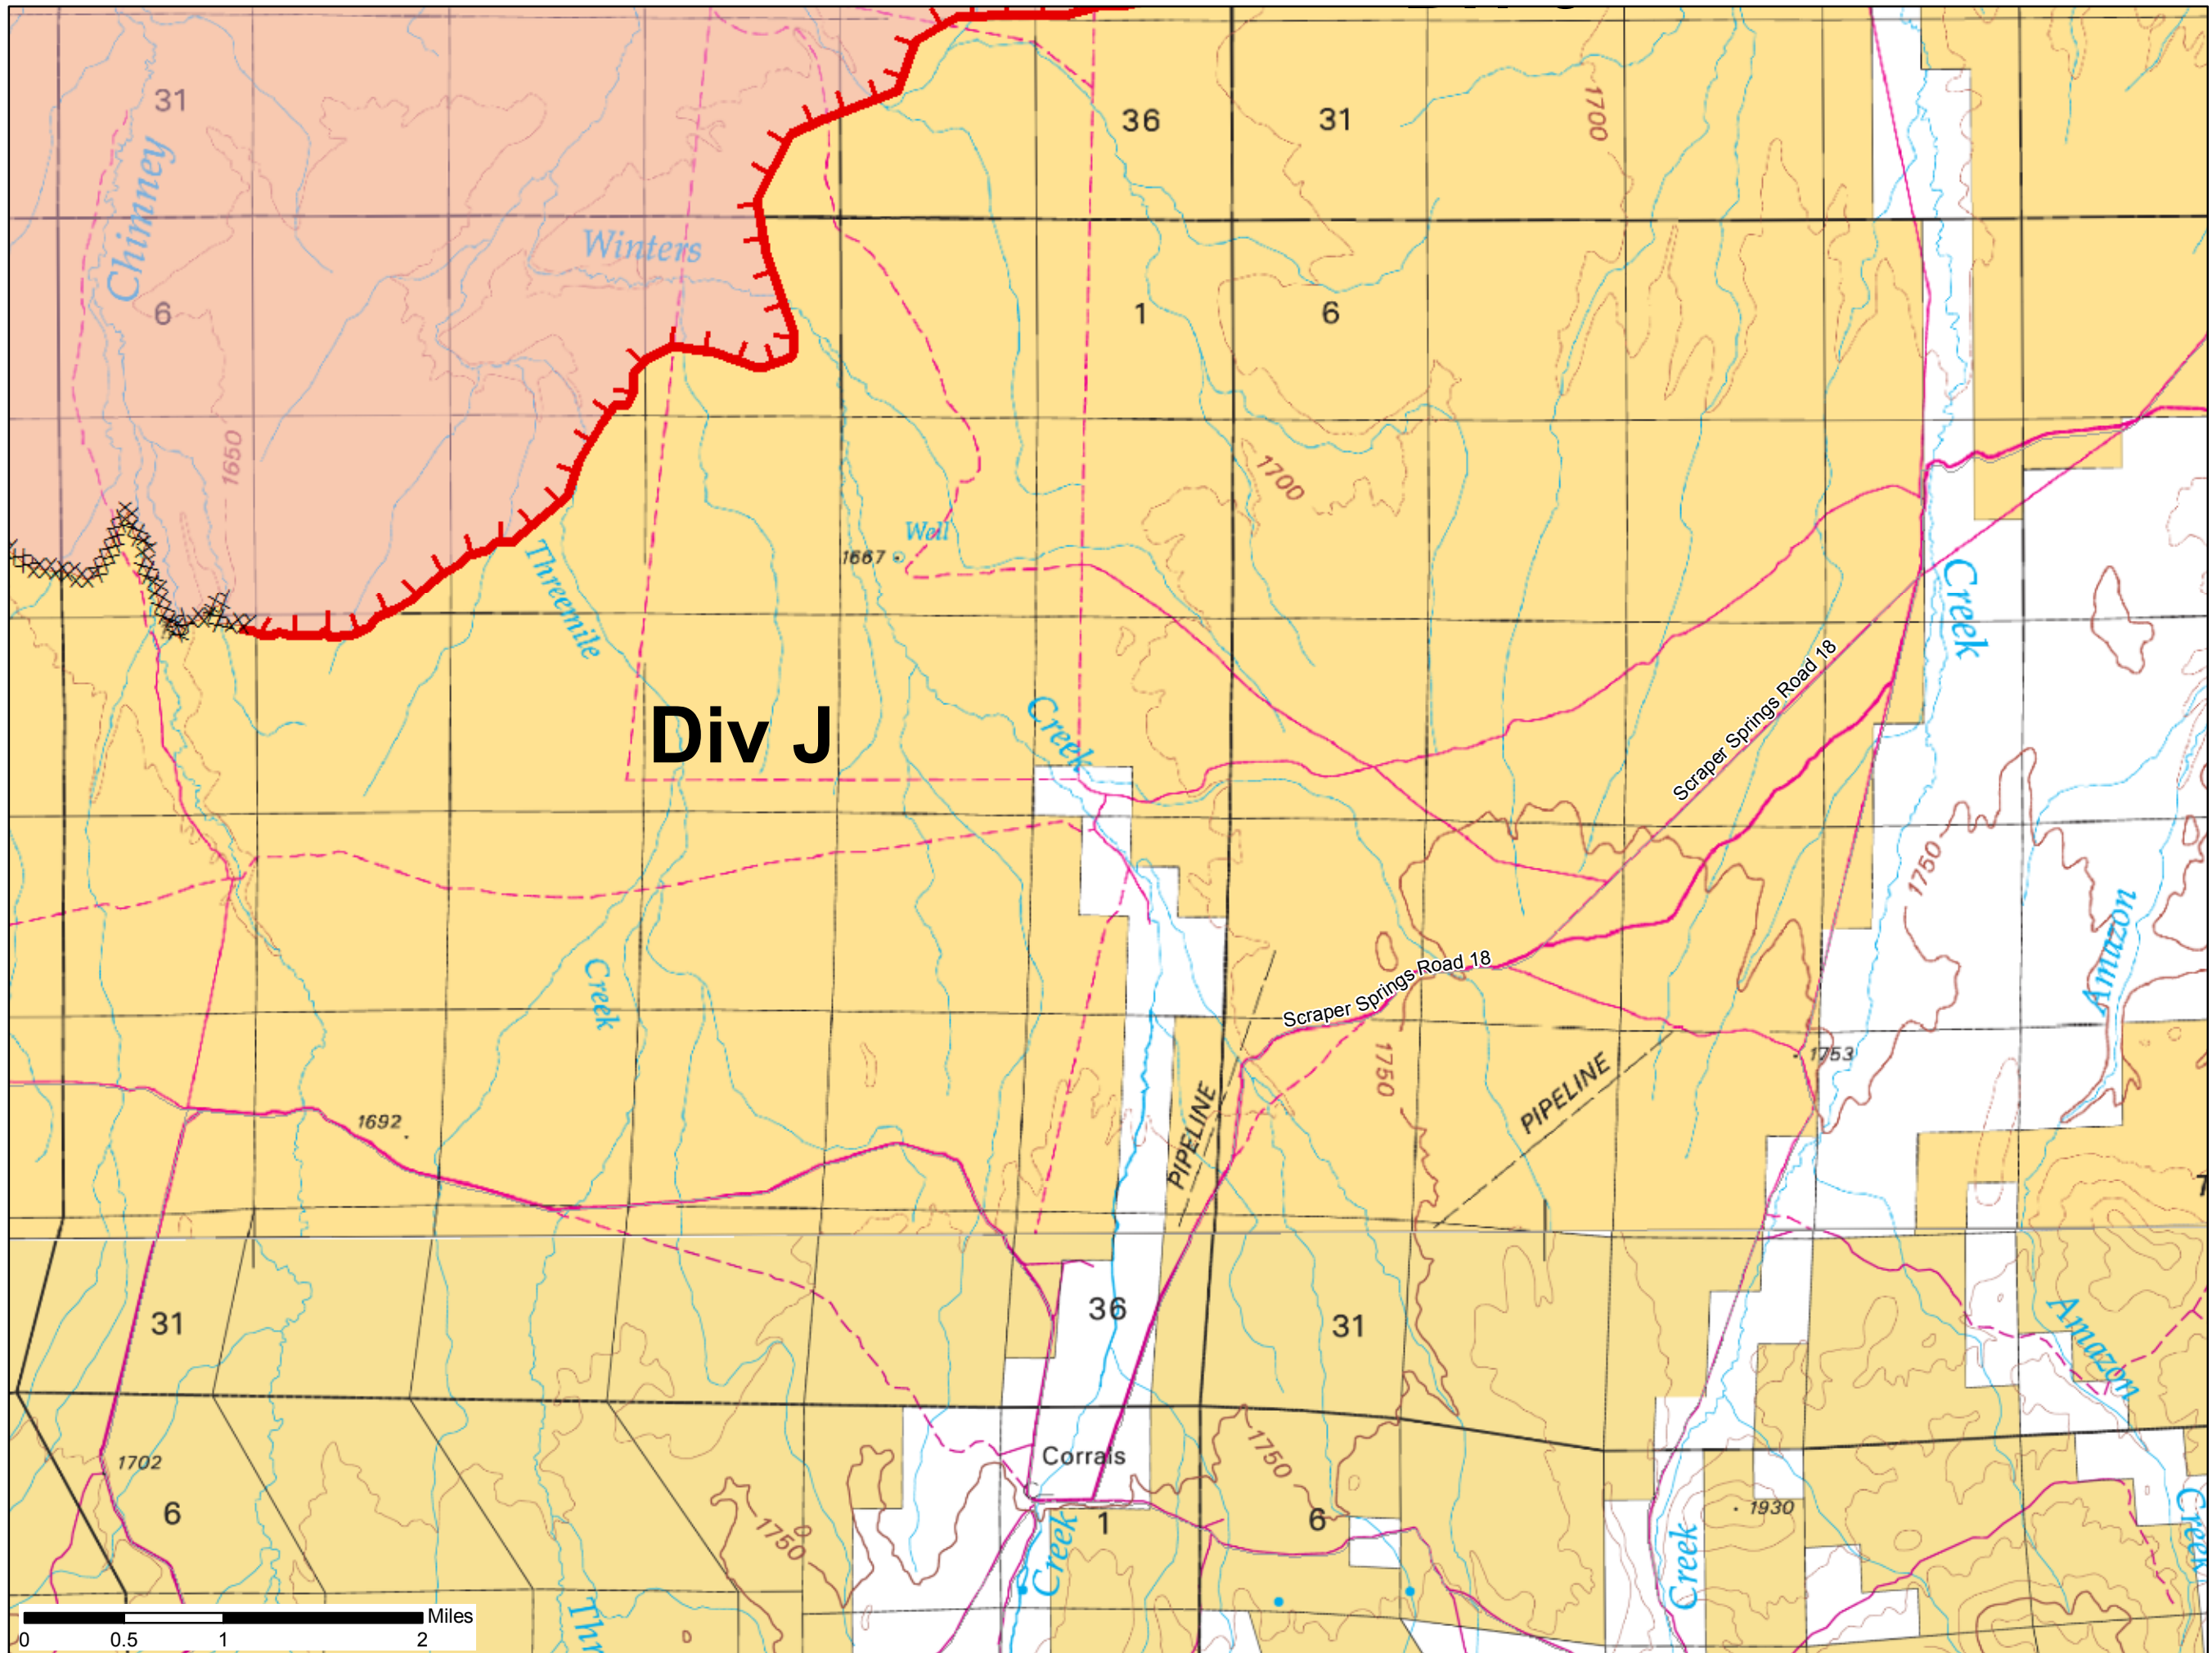 31
36
31
1700
Chimney
Winters
6
1
6
1650
1700
Well
1667
Threemile
Creek
Scraper Springs Road 18
Div J
Creek
1750
Amazon
Creek
Scraper Springs Road 18
1750
1753
PIPELINE
PIPELINE
1692
31
36
31
Amazon
1702
Corrals
1750
6
1
6
1930
1750
Creek
Creek
Creek
Thr
Miles
0 0.5 1 2